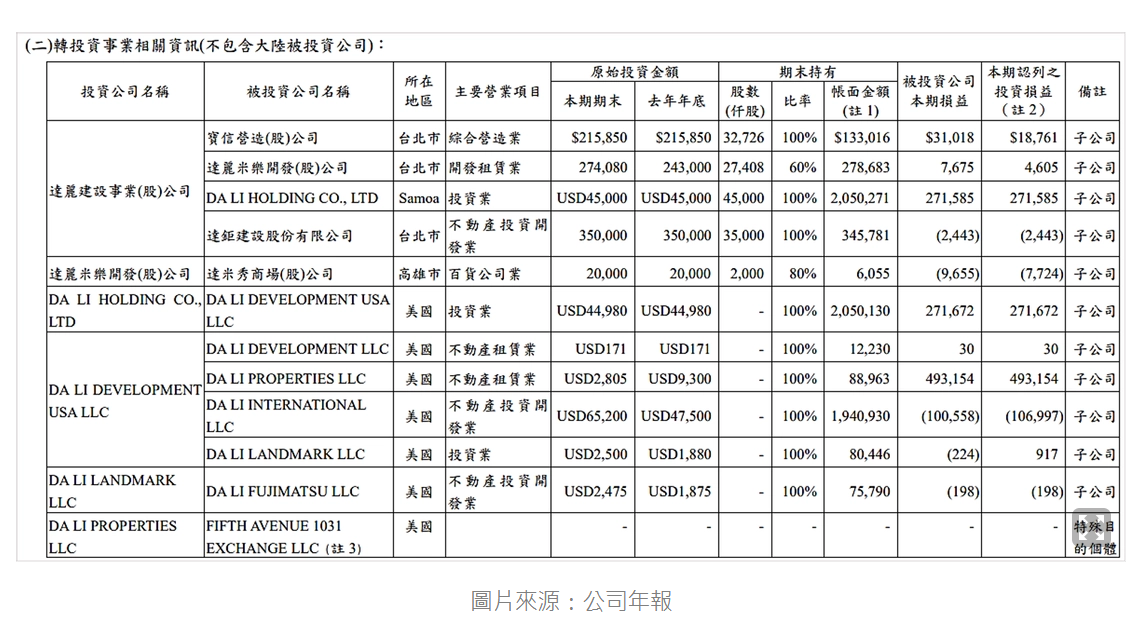 (二)轉投資事業相關資訊(不包含大陸被投資公司)：
投資公司名稱 被投資公司名稱 所在地區 主要營業項目 原始投資金額 期末持有 被投資公司本期損益 本期認列之投資損益(註2) 備註
本期期末 去年年底 股數(仟股) 比率 帳面金額(註1)
達麗建設事業(股)公司 寶信營造(股)公司 台北市 綜合營造業 $215,850 $215,850 32,726 100% $133,016 $31,018 $18,761 子公司
達麗米樂開發(股)公司 台北市 開發租賃業 274,080 243,000 27,408 60% 278,683 7,675 4,605 子公司
DA LI HOLDING CO., LTD Samoa 投資業 USD45,000 USD45,000 45,000 100% 2,050,271 271,585 271,585 子公司
達鉅建設股份有限公司 台北市 不動產投資開發業 350,000 350,000 35,000 100% 345,781 (2,443) (2,443) 子公司
達麗米樂開發(股)公司 達米秀商場(股)公司 高雄市 百貨公司業 20,000 20,000 2,000 80% 6,055 (9,655) (7,724) 子公司
DA LI HOLDING CO., LTD DA LI DEVELOPMENT USA LLC 美國 投資業 USD44,980 USD44,980 - 100% 2,050,130 271,672 271,672 子公司
DA LI DEVELOPMENT USA LLC DA LI DEVELOPMENT LLC 美國 不動產租賃業 USD171 USD171 - 100% 12,230 30 30 子公司
DA LI PROPERTIES LLC 美國 不動產租賃業 USD2,805 USD9,300 - 100% 88,963 493,154 493,154 子公司
DA LI INTERNATIONAL LLC 美國 不動產投資開發業 USD65,200 USD47,500 - 100% 1,940,930 (100,558) (106,997) 子公司
DA LI LANDMARK LLC 美國 投資業 USD2,500 USD1,880 - 100% 80,446 (224) 917 子公司
DA LI LANDMARK LLC DA LI FUJIMATSU LLC 美國 不動產投資開發業 USD2,475 USD1,875 - 100% 75,790 (198) (198) 子公司
DA LI PROPERTIES LLC FIFTH AVENUE 1031 EXCHANGE LLC (註3) 美國 - - - - - - - 特殊目的個體
圖片來源：公司年報